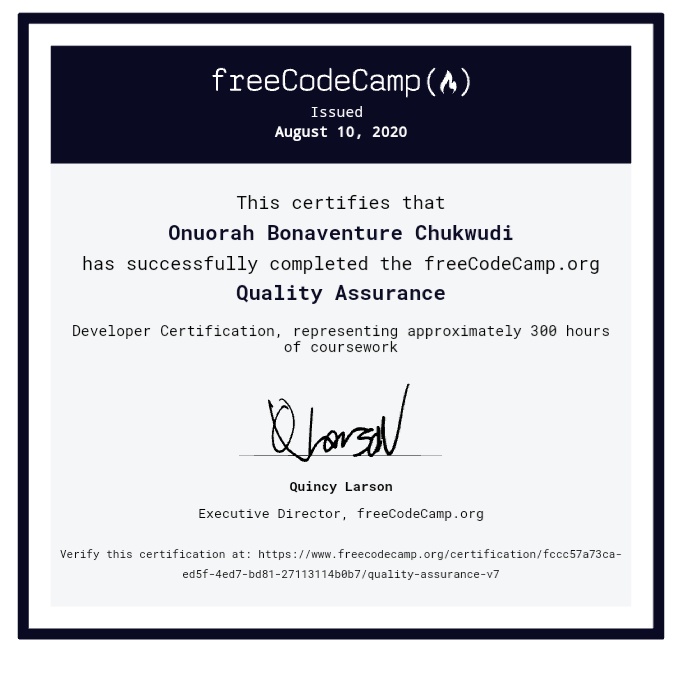 freeCodeCamp
Issued
August 10, 2020
This certifies that
Onuorah Bonaventure Chukwudi
has successfully completed the freeCodeCamp.org
Quality Assurance
Developer Certification, representing approximately 300 hours
of coursework
Q Larson
Quincy Larson
Executive Director, freeCodeCamp.org
Verify this certification at: https://www.freecodecamp.org/certification/fccc57a73ca-
ed5f-4ed7-bd81-27113114b0b7/quality-assurance-v7